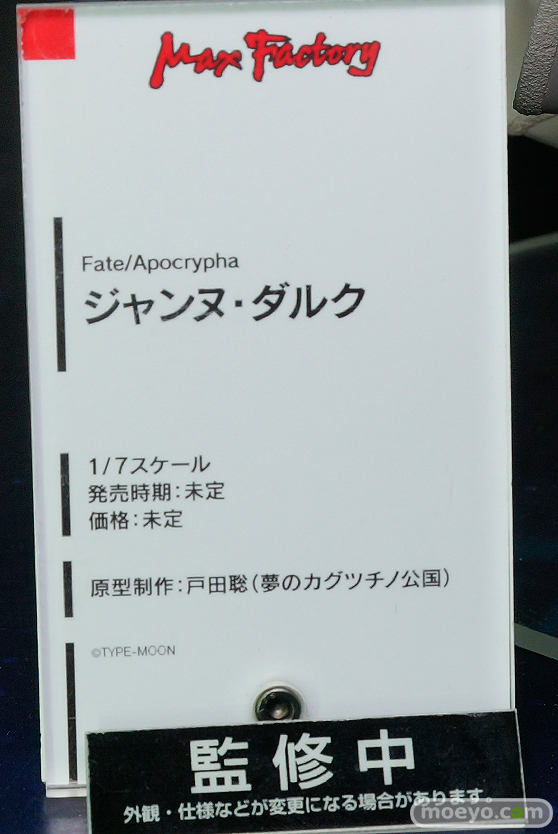 Max Factory
Fate/Apocrypha
ジャンヌ・ダルク
1/7スケール
発売時期:未定
価格:未定
原型制作:戸田聡(夢のカグツチノ公国)
©TYPE-MOON
監修中
外観・仕様などが変更になる場合があります。
moeyo.com